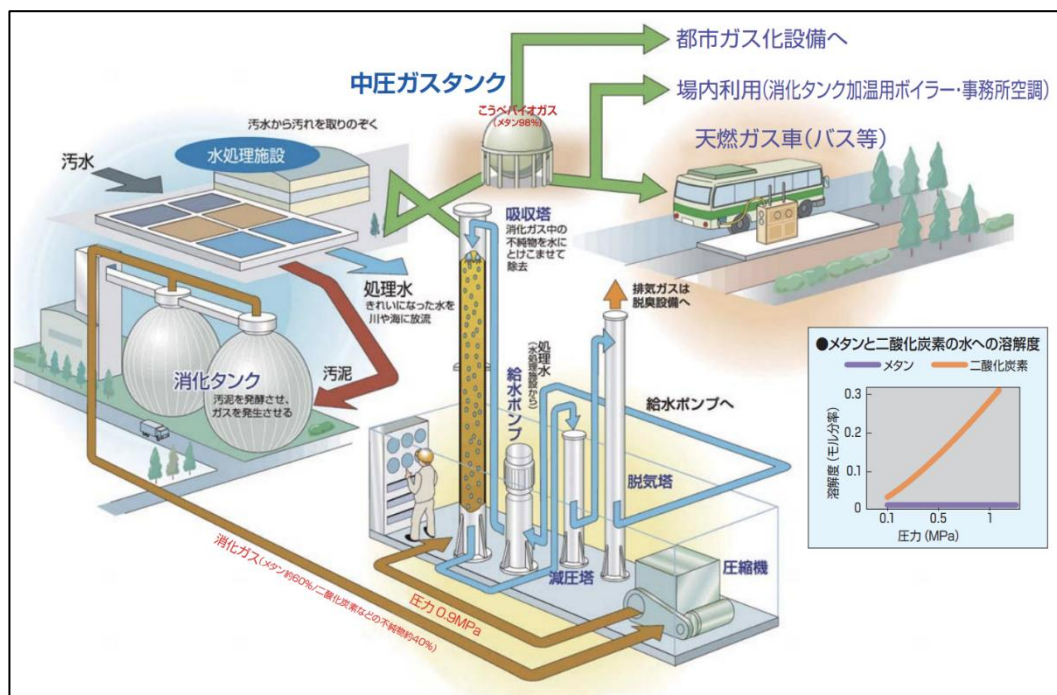 都市ガス化設備へ
中圧ガスタンク
場内利用(消化タンク加温用ボイラー・事務所空調)
こうべバイオガス
(メタン98%)
天燃ガス車(バス等)
汚水から汚れを取りのぞく
汚水
水処理施設
吸収塔
消化ガス中の
不純物を水に
とけこませて
除去
処理水
きれいになった水を
川や海に放流
排気ガスは
脱臭設備へ
消化タンク
汚泥を発酵させ、
ガスを発生させる
汚泥
処理水
(水処理施設から)
給水ポンプ
給水ポンプへ
脱気塔
減圧塔
圧縮機
圧力0.9MPa
消化ガス(メタン約60%/二酸化炭素などの不純物約40%)
●メタンと二酸化炭素の水への溶解度
メタン 二酸化炭素
溶解度(モル分率)
0.3
0.2
0.1
0
0.1 0.5 1
圧力(MPa)